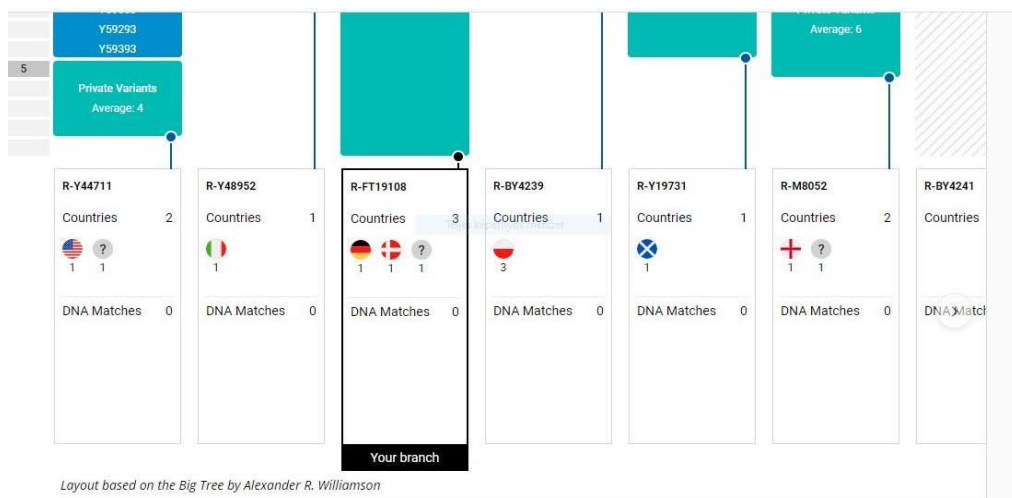 Y59293
Y59393
5
Private Variants
Average: 4
Average: 6
R-Y44711
Countries 2
?
1 1
DNA Matches 0
R-Y48952
Countries 1
1
DNA Matches 0
R-FT19108
Countries 3
?
1 1 1
DNA Matches 0
Your branch
R-BY4239
Countries 1
3
DNA Matches 0
R-Y19731
Countries 1
1
DNA Matches 0
R-M8052
Countries 2
?
1 1
DNA Matches 0
R-BY4241
Countries
DNA Match
Layout based on the Big Tree by Alexander R. Williamson